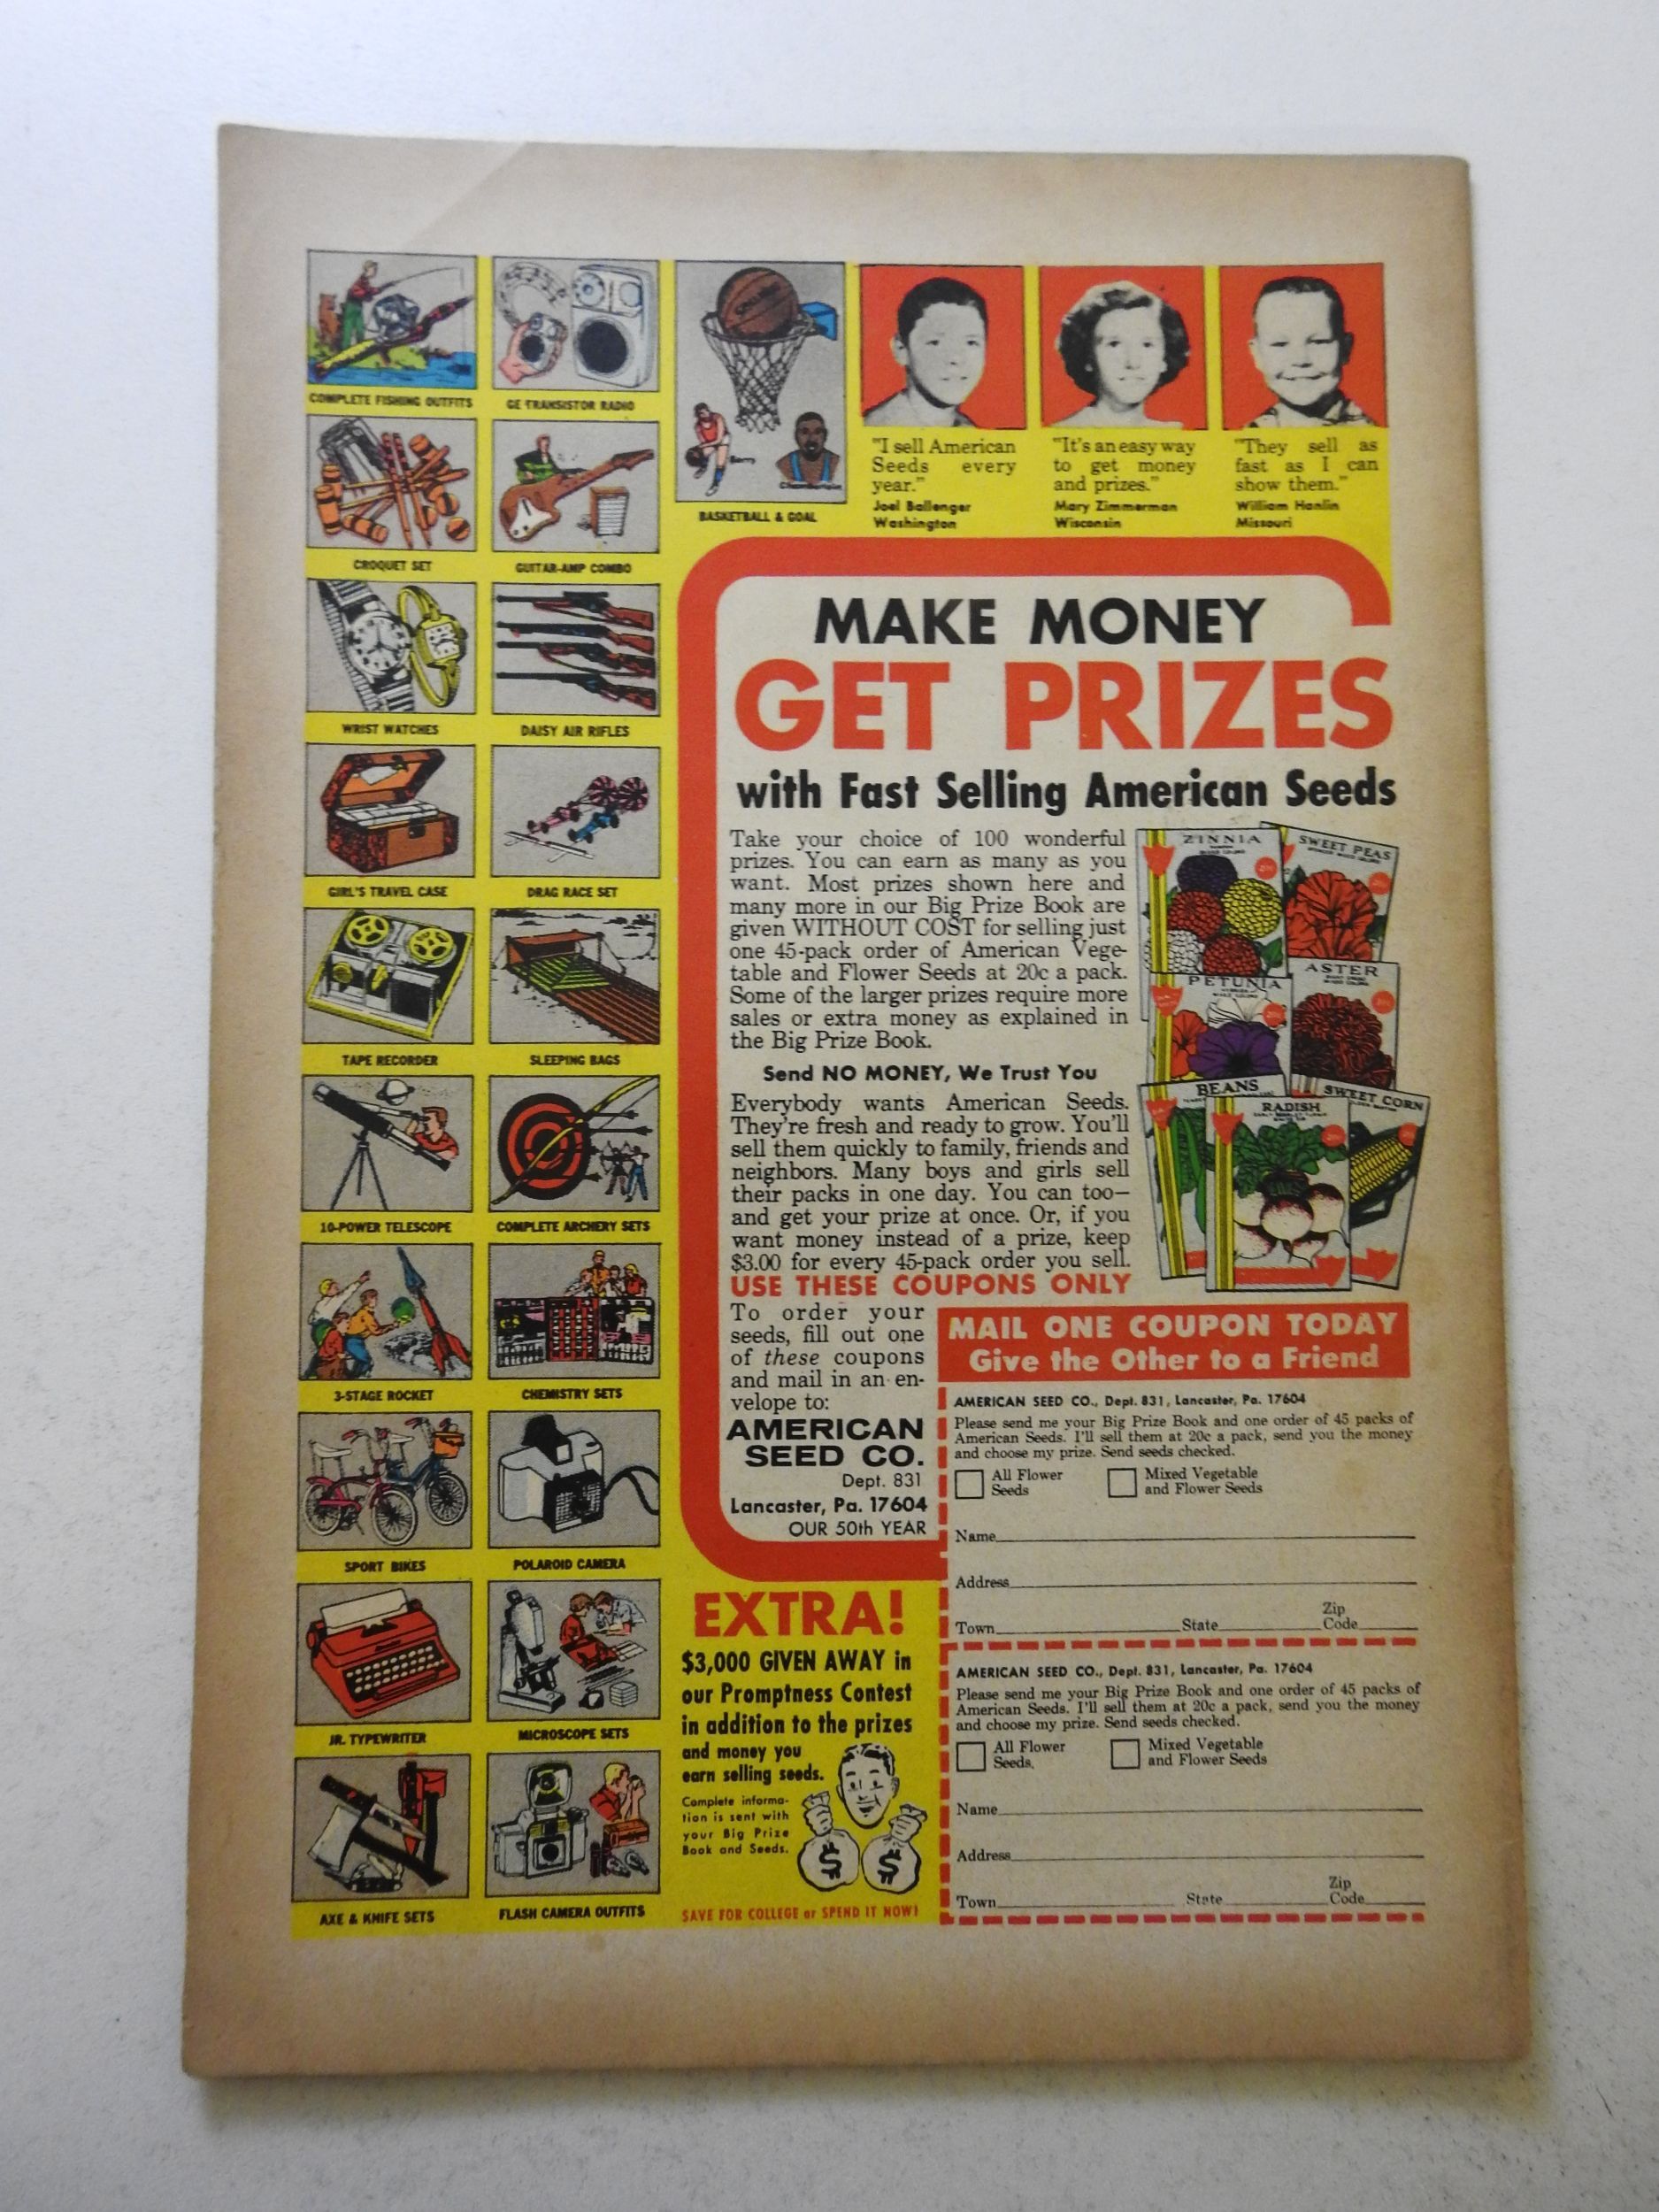 COMPLETE FISHING OUTFITS
GE TRANSISTOR RADIO
CROQUET SET
GUITAR-AMP COMBO
WRIST WATCHES
DAISY AIR RIFLES
GIRL'S TRAVEL CASE
DRAG RACE SET
TAPE RECORDER
SLEEPING BAGS
10-POWER TELESCOPE
COMPLETE ARCHERY SETS
3-STAGE ROCKET
CHEMISTRY SETS
SPORT BIKES
POLAROID CAMERA
JR. TYPEWRITER
MICROSCOPE SETS
AXE & KNIFE SETS
FLASH CAMERA OUTFITS
Barry
Chamberlain
BASKETBALL & GOAL
"I sell American
Seeds every
year."
Joel Ballenger
Washington
"It's an easy way
to get money
and prizes."
Mary Zimmerman
Wisconsin
"They sell as
fast as I can
show them."
William Hanlin
Missouri
MAKE MONEY
GET PRIZES
with Fast Selling American Seeds
Take your choice of 100 wonderful
prizes. You can earn as many as you
want. Most prizes shown here and
many more in our Big Prize Book are
given WITHOUT COST for selling just
one 45-pack order of American Vege-
table and Flower Seeds at 20c a pack.
Some of the larger prizes require more
sales or extra money as explained in
the Big Prize Book.
Send NO MONEY, We Trust You
Everybody wants American Seeds.
They're fresh and ready to grow. You'll
sell them quickly to family, friends and
neighbors. Many boys and girls sell
their packs in one day. You can too—
and get your prize at once. Or, if you
want money instead of a prize, keep
$3.00 for every 45-pack order you sell.
USE THESE COUPONS ONLY
To order your
seeds, fill out one
of these coupons
and mail in an en-
velope to:
AMERICAN
SEED CO.
Dept. 831
Lancaster, Pa. 17604
OUR 50th YEAR
ZINNIA
SWEET PEAS
PETUNIA
ASTER
BEANS
RADISH
SWEET CORN
MAIL ONE COUPON TODAY
Give the Other to a Friend
AMERICAN SEED CO., Dept. 831, Lancaster, Pa. 17604
Please send me your Big Prize Book and one order of 45 packs of
American Seeds. I'll sell them at 20c a pack, send you the money
and choose my prize. Send seeds checked.
All Flower
Seeds
Mixed Vegetable
and Flower Seeds
Name
Address
Town State Zip
Code
AMERICAN SEED CO., Dept. 831, Lancaster, Pa. 17604
Please send me your Big Prize Book and one order of 45 packs of
American Seeds. I'll sell them at 20c a pack, send you the money
and choose my prize. Send seeds checked.
All Flower
Seeds.
Mixed Vegetable
and Flower Seeds
Name
Address
Town State Zip
Code
EXTRA!
$3,000 GIVEN AWAY in
our Promptness Contest
in addition to the prizes
and money you
earn selling seeds.
Complete informa-
tion is sent with
your Big Prize
Book and Seeds.
$ $
SAVE FOR COLLEGE or SPEND IT NOW!